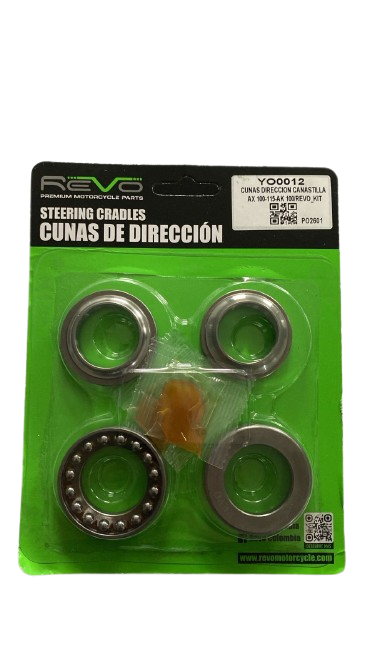 REVO
PREMIUM MOTORCYCLE PARTS
STEERING CRADLES
CUNAS DE DIRECCIÓN
YO0012
CUNAS DIRECCION CANASTILLA
AX 100-115-AK 100/REVO_KIT
PO2601
www.revomotorcycle.com